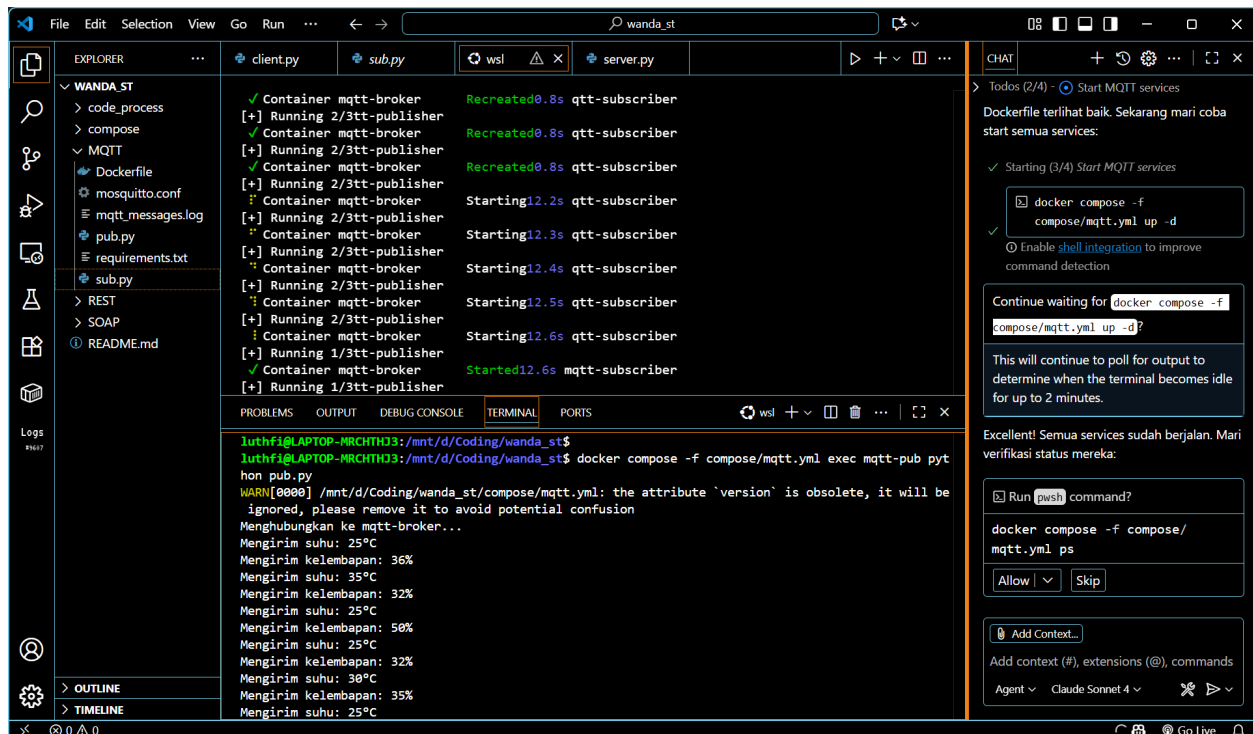 File Edit Selection View Go Run ··· wanda_st
EXPLORER ···
WANDA_ST
code_process
compose
MQTT
Dockerfile
mosquitto.conf
mqtt_messages.log
pub.py
requirements.txt
sub.py
REST
SOAP
README.md
OUTLINE
TIMELINE
Logs
client.py sub.py wsl server.py
✓ Container mqtt-broker Recreated0.8s qtt-subscriber
[+] Running 2/3tt-publisher
✓ Container mqtt-broker Recreated0.8s qtt-subscriber
[+] Running 2/3tt-publisher
✓ Container mqtt-broker Recreated0.8s qtt-subscriber
[+] Running 2/3tt-publisher
Container mqtt-broker Starting12.2s qtt-subscriber
[+] Running 2/3tt-publisher
Container mqtt-broker Starting12.3s qtt-subscriber
[+] Running 2/3tt-publisher
Container mqtt-broker Starting12.4s qtt-subscriber
[+] Running 2/3tt-publisher
Container mqtt-broker Starting12.5s qtt-subscriber
[+] Running 2/3tt-publisher
Container mqtt-broker Starting12.6s qtt-subscriber
[+] Running 1/3tt-publisher
✓ Container mqtt-broker Started12.6s mqtt-subscriber
[+] Running 1/3tt-publisher
PROBLEMS OUTPUT DEBUG CONSOLE TERMINAL PORTS wsl ···
luthfi@LAPTOP-MRCHTHJ3:/mnt/d/Coding/wanda_st$
luthfi@LAPTOP-MRCHTHJ3:/mnt/d/Coding/wanda_st$ docker compose -f compose/mqtt.yml exec mqtt-pub pyt
hon pub.py
WARN[0000] /mnt/d/Coding/wanda_st/compose/mqtt.yml: the attribute `version` is obsolete, it will be
ignored, please remove it to avoid potential confusion
Menghubungkan ke mqtt-broker...
Mengirim suhu: 25°C
Mengirim kelembapan: 36%
Mengirim suhu: 35°C
Mengirim kelembapan: 32%
Mengirim suhu: 25°C
Mengirim kelembapan: 50%
Mengirim suhu: 25°C
Mengirim kelembapan: 32%
Mengirim suhu: 30°C
Mengirim kelembapan: 35%
Mengirim suhu: 25°C
CHAT ···
Todos (2/4) - Start MQTT services
Dockerfile terlihat baik. Sekarang mari coba
start semua services:
✓ Starting (3/4) Start MQTT services
docker compose -f
compose/mqtt.yml up -d
Enable shell integration to improve
command detection
Continue waiting for docker compose -f
compose/mqtt.yml up -d?
This will continue to poll for output to
determine when the terminal becomes idle
for up to 2 minutes.
Excellent! Semua services sudah berjalan. Mari
verifikasi status mereka:
Run pwsh command?
docker compose -f compose/
mqtt.yml ps
Allow Skip
Add Context...
Add context (#), extensions (@), commands
Agent Claude Sonnet 4
0 0 Go Live